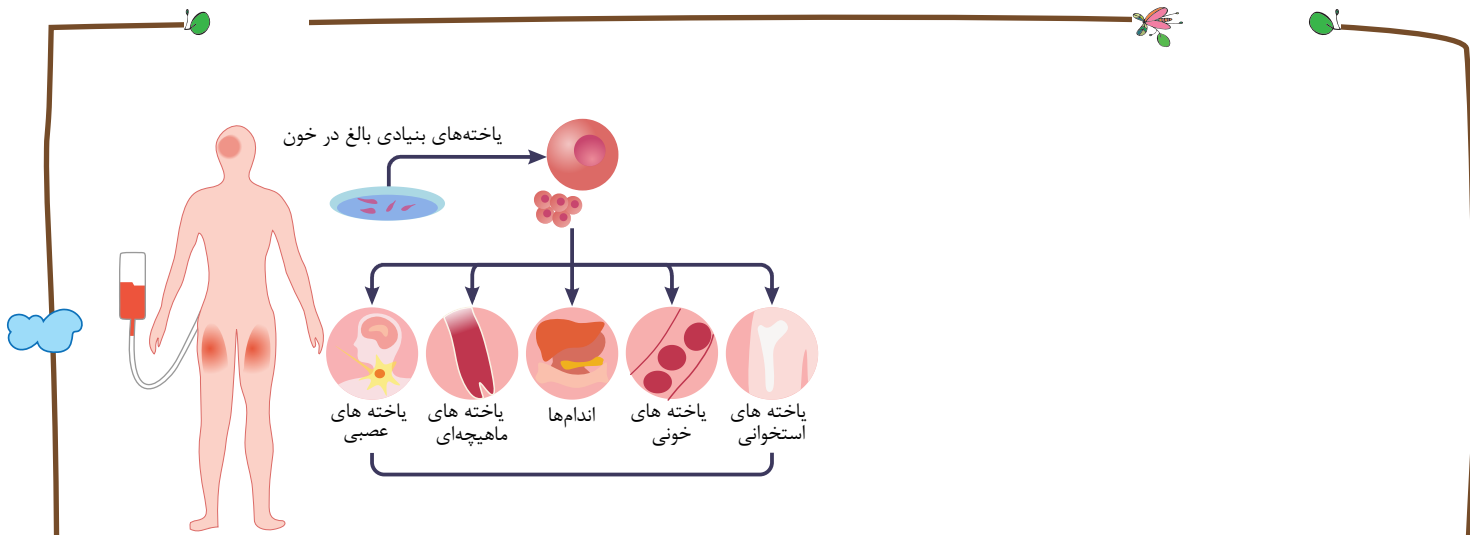 یاخته‌های بنیادی بالغ در خون
یاخته های
استخوانی
یاخته های
خونی
اندام‌ها
یاخته های
ماهیچه‌ای
یاخته های
عصبی